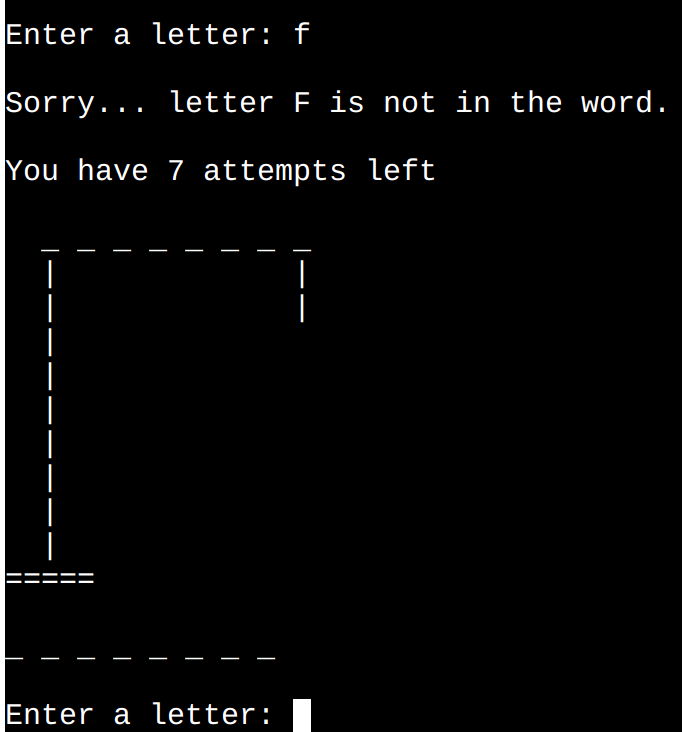 Enter a letter: f
Sorry... letter F is not in the word.
You have 7 attempts left
  _ _ _ _ _ _ _ _
  |             |
  |             |
  |
  |
  |
  |
  |
  |
  |
=====
_ _ _ _ _ _ _ _
Enter a letter: